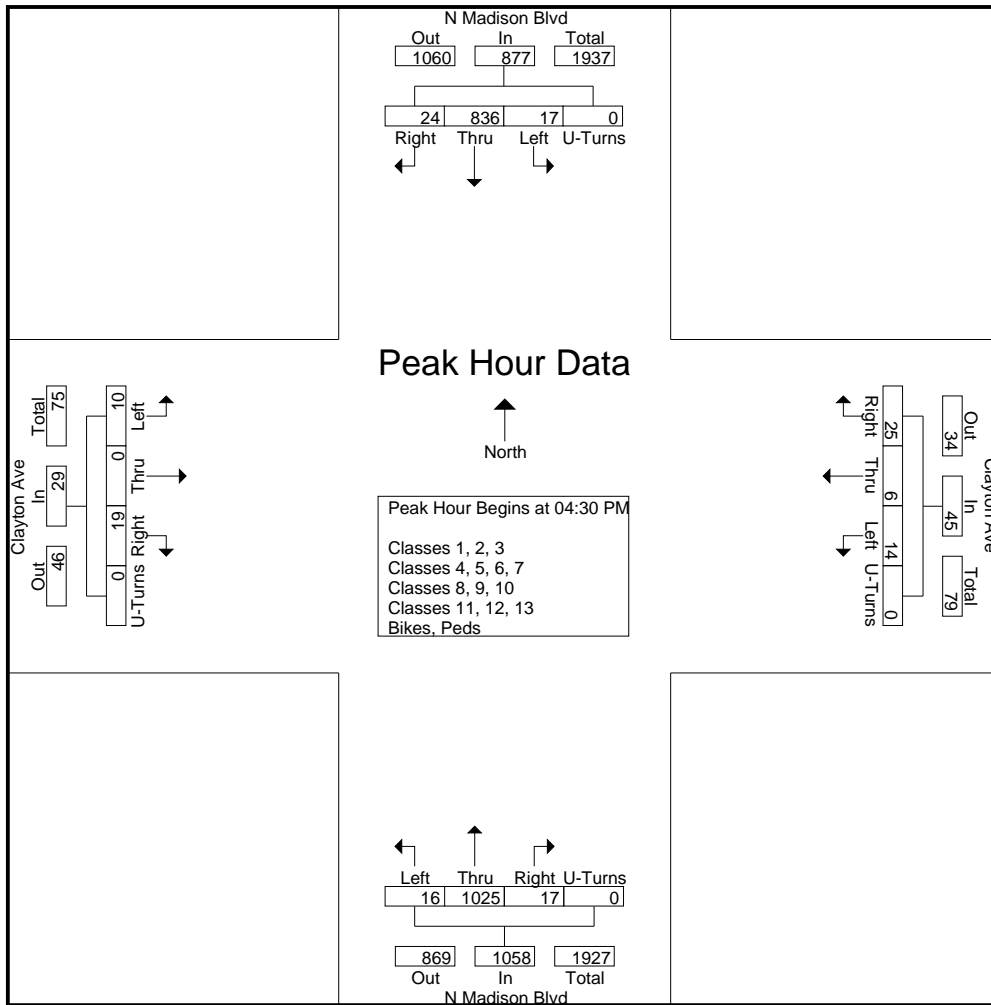 N Madison Blvd
Out In Total
1060 877 1937
24 836 17 0
Right Thru Left U-Turns
Peak Hour Data
North
Peak Hour Begins at 04:30 PM
Classes 1, 2, 3
Classes 4, 5, 6, 7
Classes 8, 9, 10
Classes 11, 12, 13
Bikes, Peds
Clayton Ave
Out In Total
46 29 75
0 19 0 10
U-Turns Right Thru Left
Clayton Ave
Out In Total
34 45 79
25 6 14 0
Right Thru Left U-Turns
Left Thru Right U-Turns
16 1025 17 0
869 1058 1927
Out In Total
N Madison Blvd